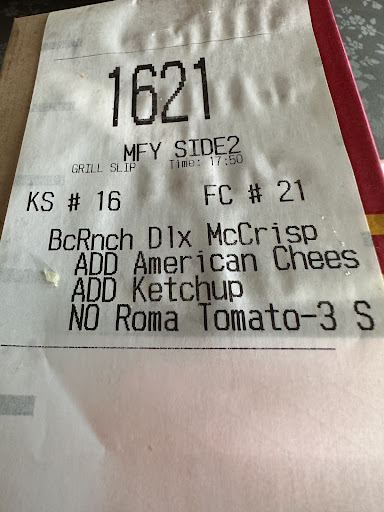 1621
MFY SIDE2
GRILL SLIP Time: 17:50
KS # 16 FC # 21
BcRnch Dlx McCrisp
ADD American Chees
ADD Ketchup
NO Roma Tomato-3 S